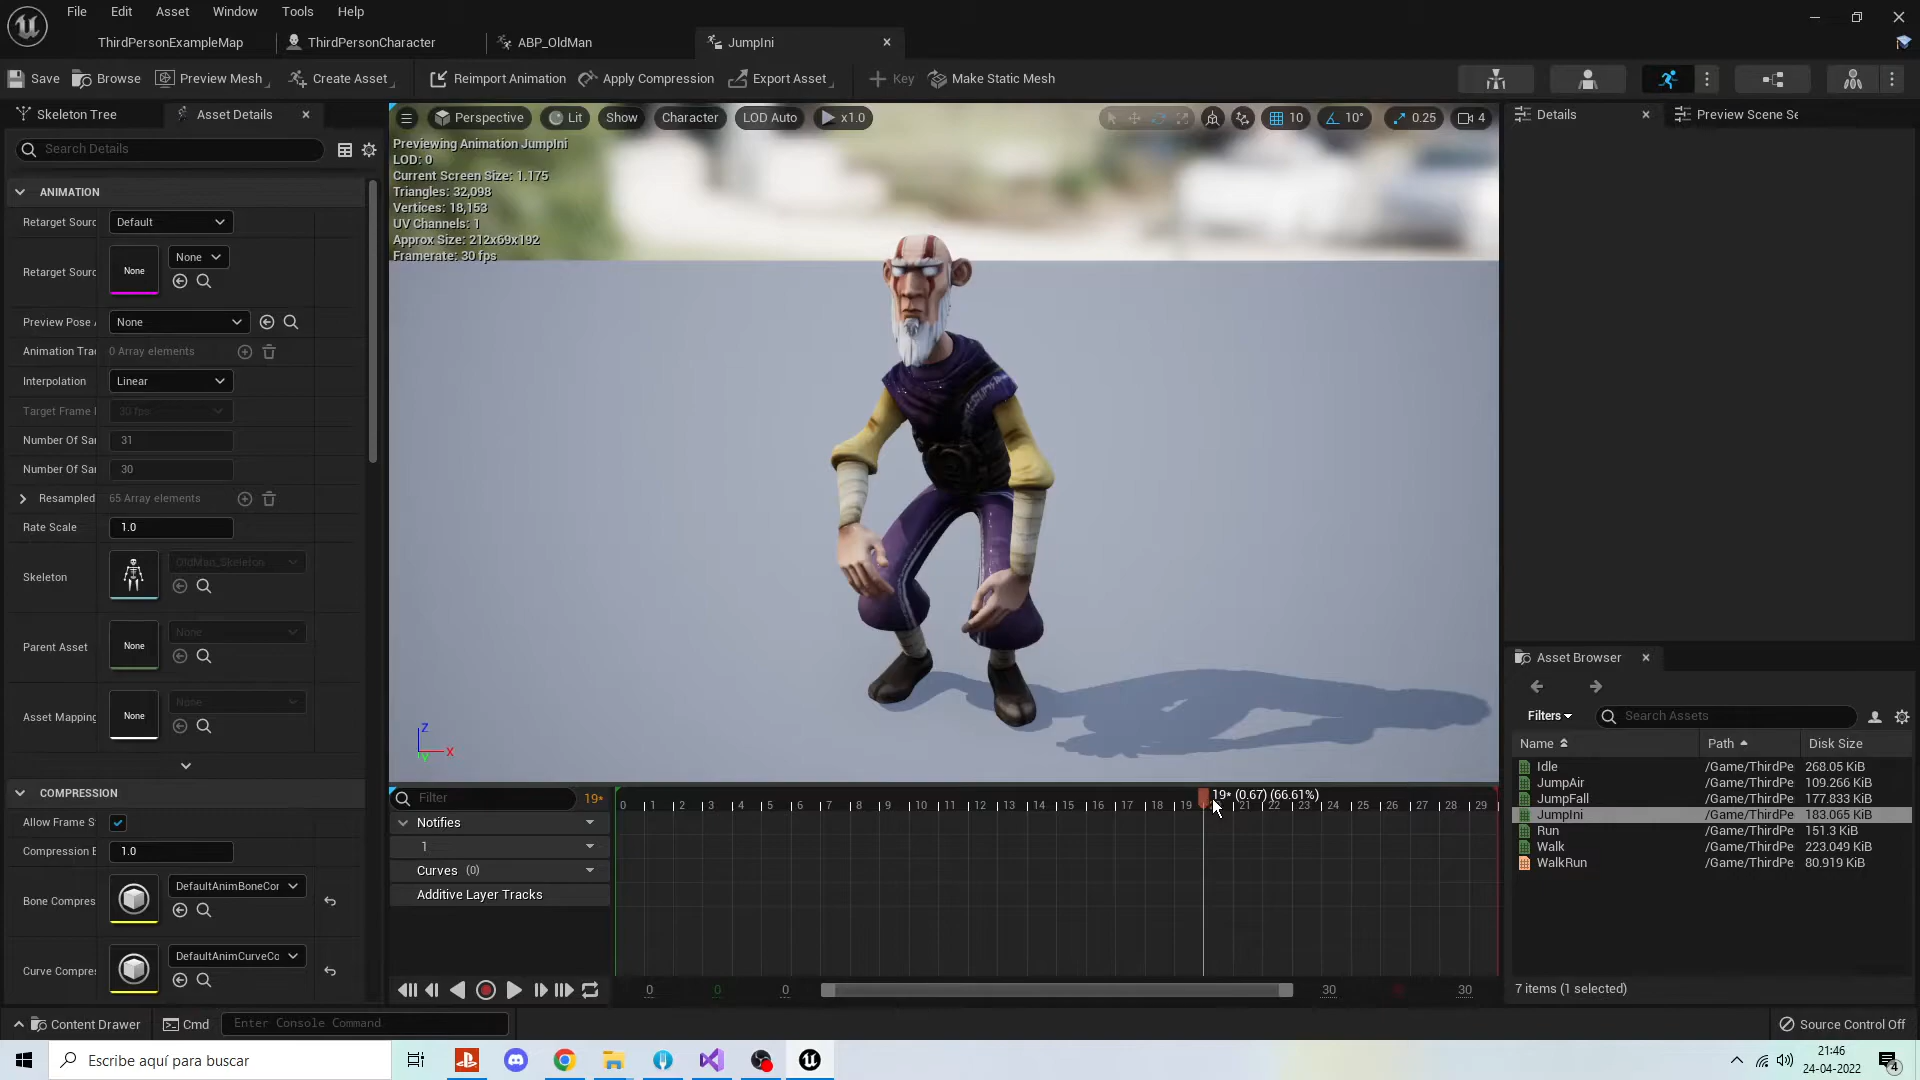 File Edit Asset Window Tools Help
ThirdPersonExampleMap ThirdPersonCharacter ABP_OldMan JumpIni
Save Browse Preview Mesh Create Asset Reimport Animation Apply Compression Export Asset Key Make Static Mesh
Skeleton Tree Asset Details
Search Details
ANIMATION
Retarget Sourc Default
Retarget Sourc None None
Preview Pose A None
Animation Trac 0 Array elements
Interpolation Linear
Target Frame I 30 fps
Number Of Sar 31
Number Of Sar 30
Resampled 65 Array elements
Rate Scale 1.0
Skeleton OldMan_Skeleton
Parent Asset None None
Asset Mapping None None
COMPRESSION
Allow Frame S
Compression E 1.0
Bone Compres DefaultAnimBoneCor
Curve Compres DefaultAnimCurveCo
Perspective Lit Show Character LOD Auto x1.0 10 10° 0.25 4
Previewing Animation JumpIni
LOD: 0
Current Screen Size: 1.175
Triangles: 32,098
Vertices: 18,153
UV Channels: 1
Approx Size: 212x69x192
Framerate: 30 fps
Z
X
Y
Filter 19*
19* (0.67) (66.61%)
0 1 2 3 4 5 6 7 8 9 10 11 12 13 14 15 16 17 18 19 21 22 23 24 25 26 27 28 29
Notifies
1
Curves (0)
Additive Layer Tracks
0 0 0 30 30
Details Preview Scene Se
Asset Browser
Filters Search Assets
Name Path Disk Size
Idle /Game/ThirdPe 268.05 KiB
JumpAir /Game/ThirdPe 109.266 KiB
JumpFall /Game/ThirdPe 177.833 KiB
JumpIni /Game/ThirdPe 183.065 KiB
Run /Game/ThirdPe 151.3 KiB
Walk /Game/ThirdPe 223.049 KiB
WalkRun /Game/ThirdPe 80.919 KiB
7 items (1 selected)
Content Drawer Cmd Enter Console Command Source Control Off
Escribe aquí para buscar
21:46
24-04-2022
4